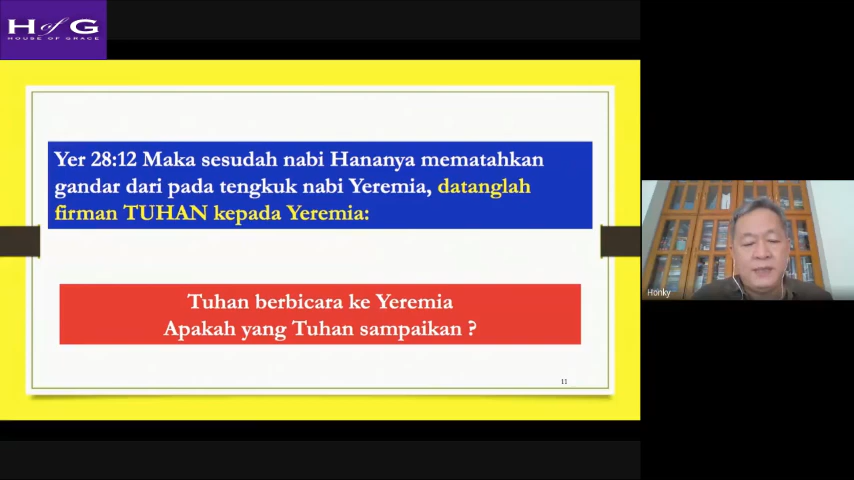 H of G
HOUSE OF GRACE
Yer 28:12 Maka sesudah nabi Hananya mematahkan
gandar dari pada tengkuk nabi Yeremia, datanglah
firman TUHAN kepada Yeremia:
Tuhan berbicara ke Yeremia
Apakah yang Tuhan sampaikan ?
11
Honky